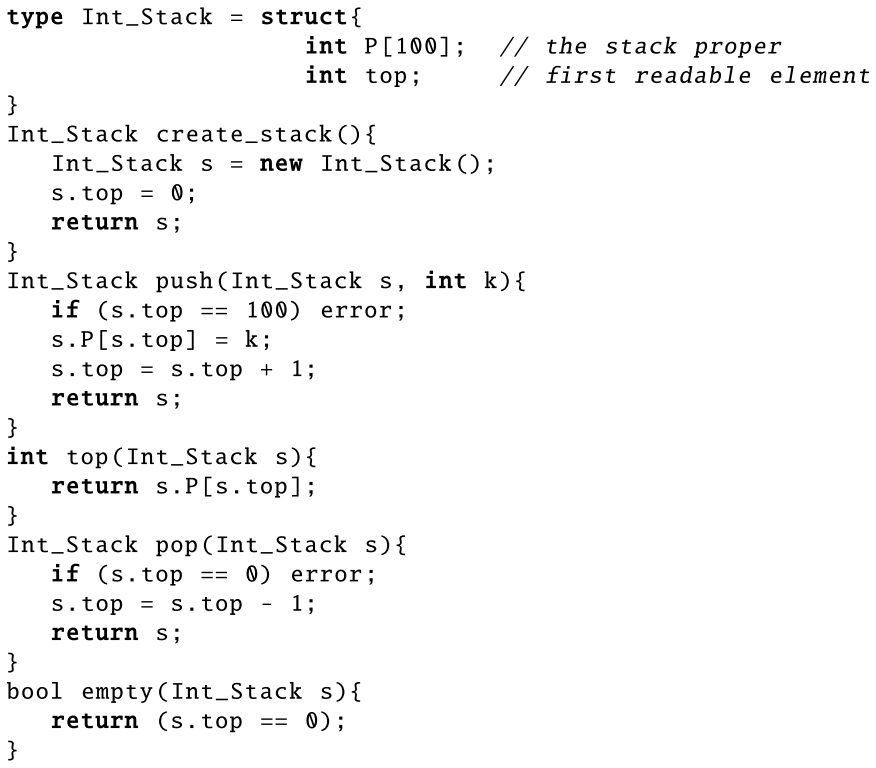 type Int_Stack = struct{
                    int P[100];  // the stack proper
                    int top;     // first readable element
}
Int_Stack create_stack(){
   Int_Stack s = new Int_Stack();
   s.top = 0;
   return s;
}
Int_Stack push(Int_Stack s, int k){
   if (s.top == 100) error;
   s.P[s.top] = k;
   s.top = s.top + 1;
   return s;
}
int top(Int_Stack s){
   return s.P[s.top];
}
Int_Stack pop(Int_Stack s){
   if (s.top == 0) error;
   s.top = s.top - 1;
   return s;
}
bool empty(Int_Stack s){
   return (s.top == 0);
}